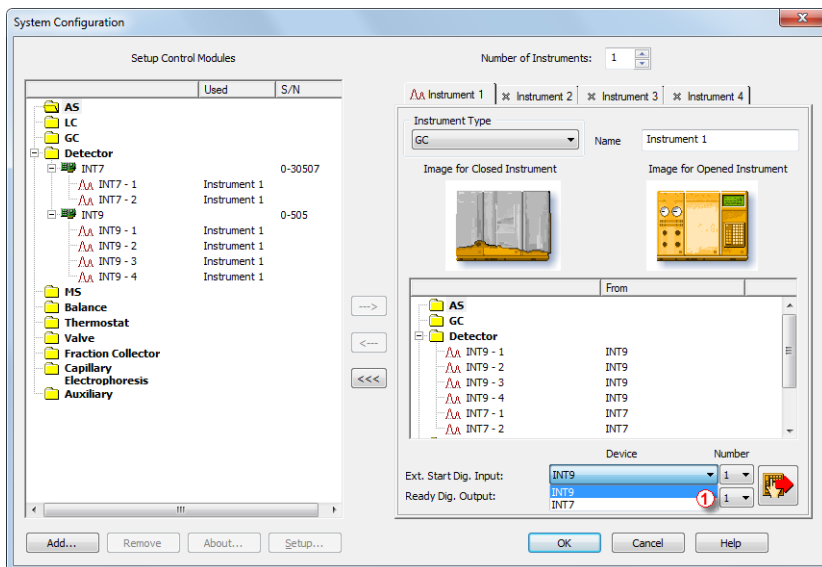 System Configuration
Setup Control Modules
Number of Instruments: 1
Used S/N
AS
LC
GC
Detector
INT7 0-30507
INT7 - 1 Instrument 1
INT7 - 2 Instrument 1
INT9 0-505
INT9 - 1 Instrument 1
INT9 - 2 Instrument 1
INT9 - 3 Instrument 1
INT9 - 4 Instrument 1
MS
Balance
Thermostat
Valve
Fraction Collector
Capillary
Electrophoresis
Auxiliary
--->
<---
<<<
Instrument 1 Instrument 2 Instrument 3 Instrument 4
Instrument Type
GC Name Instrument 1
Image for Closed Instrument Image for Opened Instrument
From
AS
GC
Detector
INT9 - 1 INT9
INT9 - 2 INT9
INT9 - 3 INT9
INT9 - 4 INT9
INT7 - 1 INT7
INT7 - 2 INT7
Device Number
Ext. Start Dig. Input: INT9 1
Ready Dig. Output: INT9 1 1
INT7
Add... Remove About... Setup... OK Cancel Help